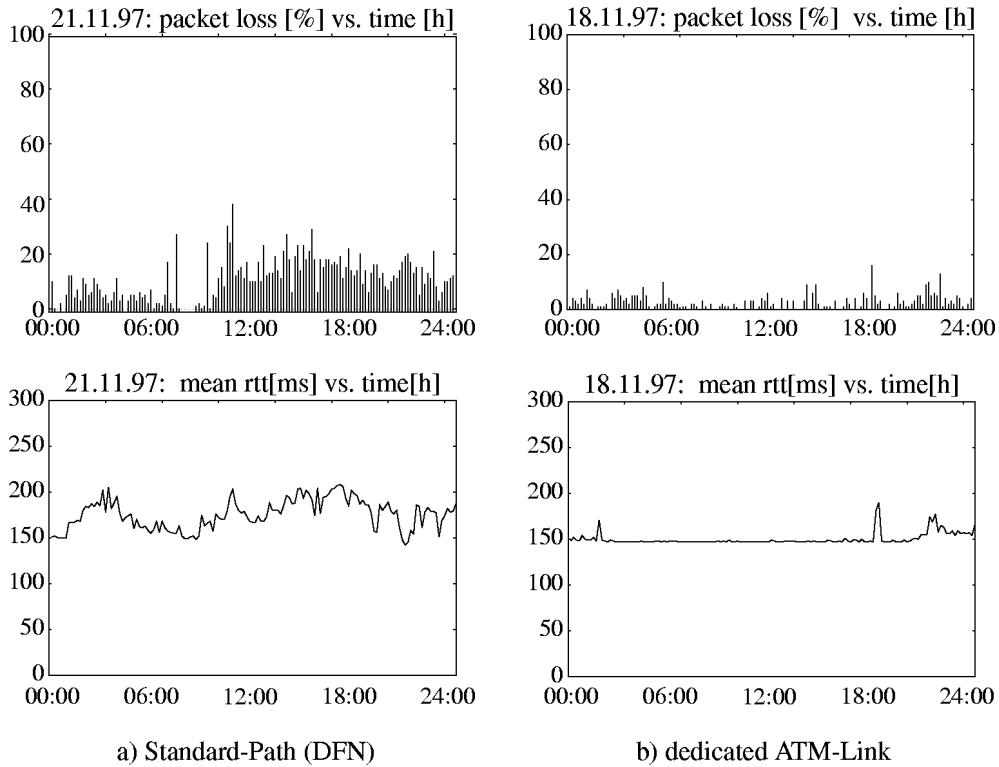 21.11.97: packet loss [%] vs. time [h]
100
80
60
40
20
0
00:00 06:00 12:00 18:00 24:00
18.11.97: packet loss [%] vs. time [h]
100
80
60
40
20
0
00:00 06:00 12:00 18:00 24:00
21.11.97: mean rtt[ms] vs. time[h]
300
250
200
150
100
50
0
00:00 06:00 12:00 18:00 24:00
18.11.97: mean rtt[ms] vs. time[h]
300
250
200
150
100
50
0
00:00 06:00 12:00 18:00 24:00
a) Standard-Path (DFN)
b) dedicated ATM-Link